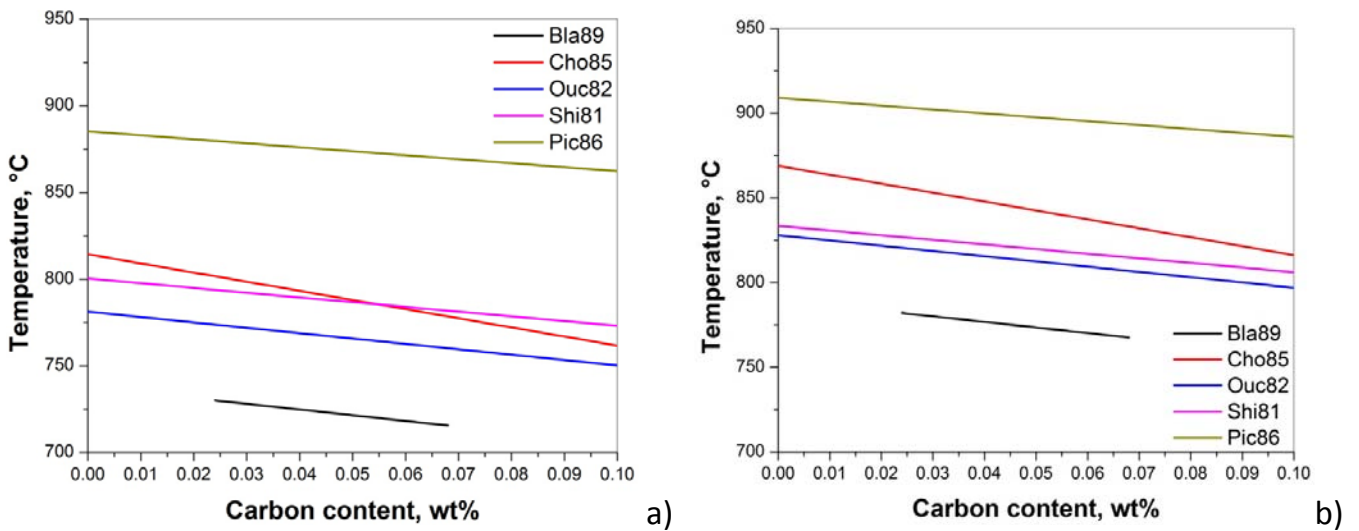 950
900
850
800
750
700
Temperature, °C
0.00 0.01 0.02 0.03 0.04 0.05 0.06 0.07 0.08 0.09 0.10
Carbon content, wt%
Bla89
Cho85
Ouc82
Shi81
Pic86
a)
950
900
850
800
750
700
Temperature, °C
0.00 0.01 0.02 0.03 0.04 0.05 0.06 0.07 0.08 0.09 0.10
Carbon content, wt%
Bla89
Cho85
Ouc82
Shi81
Pic86
b)